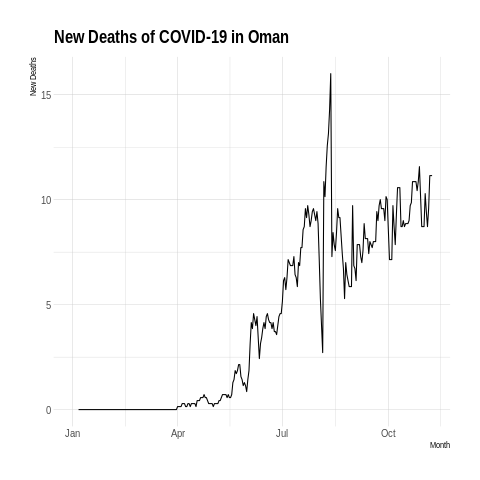 New Deaths of COVID-19 in Oman
New Deaths
15
10
5
0
Jan Apr Jul Oct
Month